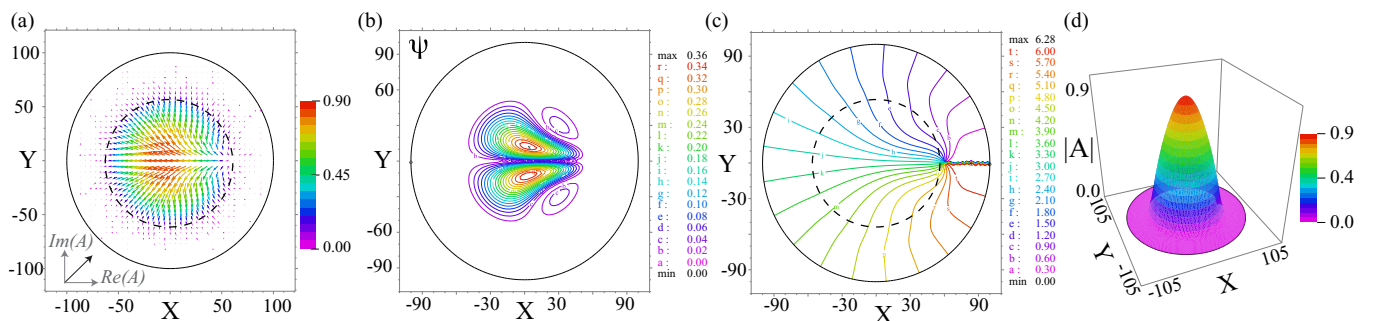 (a)
100
50
Y
0
-50
-100
-100
-50
0
X
50
100
Im(A)
Re(A)
0.90
0.45
0.00
(b)
ψ
90
60
Y
0
-60
-90
-90
-30
X
30
90
max 0.36
r : 0.34
q : 0.32
p : 0.30
o : 0.28
n : 0.26
m : 0.24
l : 0.22
k : 0.20
j : 0.18
i : 0.16
h : 0.14
g : 0.12
f : 0.10
e : 0.08
d : 0.06
c : 0.04
b : 0.02
a : 0.00
min 0.00
(c)
90
30
Y
-30
-90
-90
-30
X
30
90
max 6.28
t : 6.00
s : 5.70
r : 5.40
q : 5.10
p : 4.80
o : 4.50
n : 4.20
m : 3.90
l : 3.60
k : 3.30
j : 3.00
i : 2.70
h : 2.40
g : 2.10
f : 1.80
e : 1.50
d : 1.20
c : 0.90
b : 0.60
a : 0.30
min 0.00
(d)
0.9
|A|
0.0
-105
Y
-105
-105
X
105
0.9
0.4
0.0